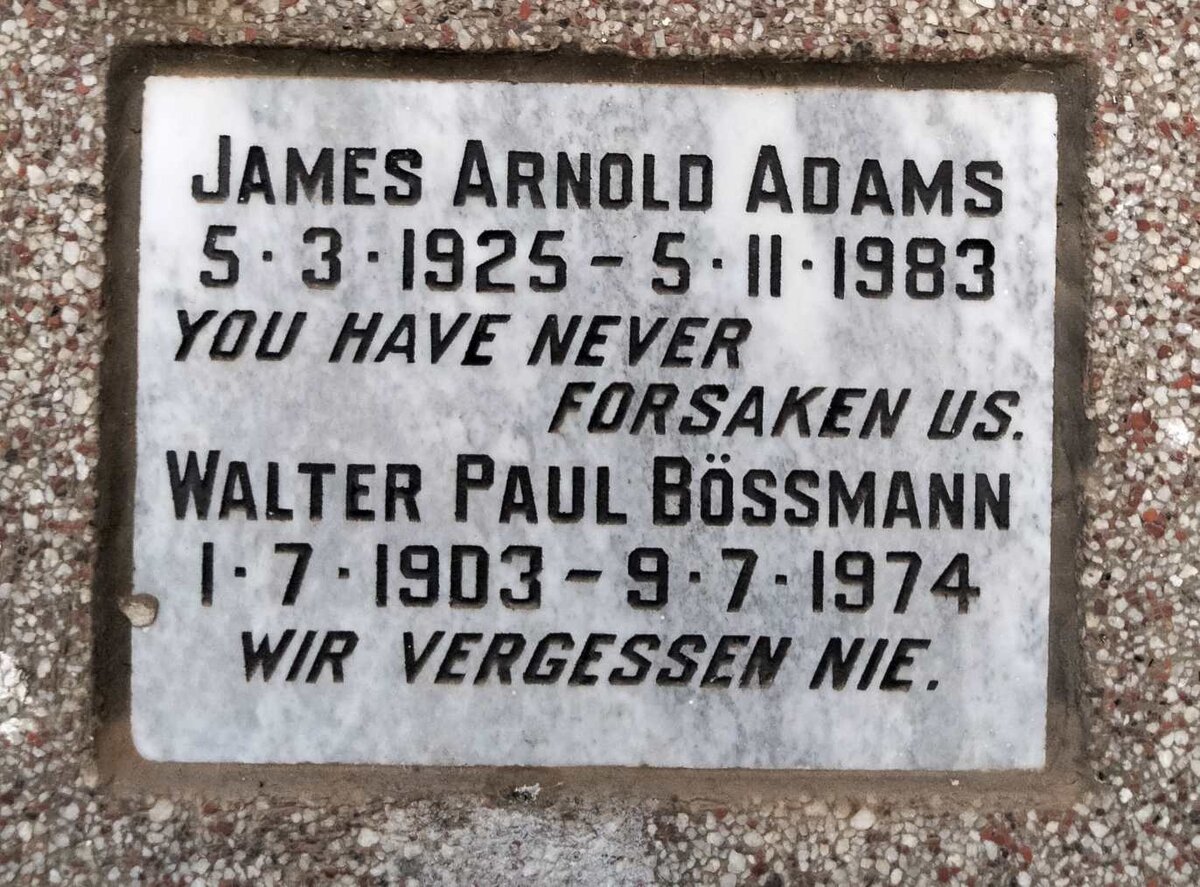 JAMES ARNOLD ADAMS
5·3·1925 – 5·11·1983
YOU HAVE NEVER
FORSAKEN US.
WALTER PAUL BÖSSMANN
1·7·1903 – 9·7·1974
WIR VERGESSEN NIE.